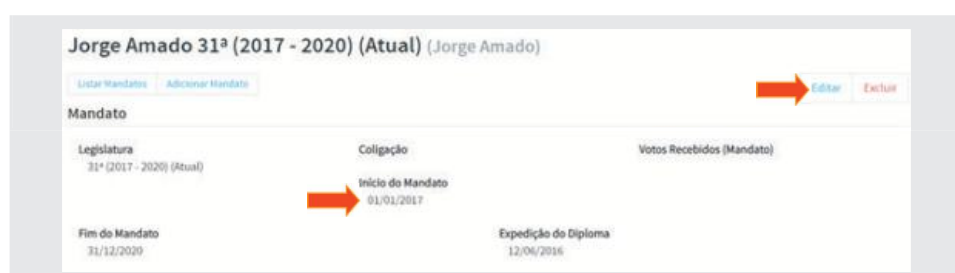 Jorge Amado 31ª (2017 - 2020) (Atual) (Jorge Amado)
Listar Mandatos Adicionar Mandato Editar Excluir
Mandato
Legislatura Coligação Votos Recebidos (Mandato)
31ª (2017 - 2020) (Atual)
Início do Mandato
01/01/2017
Fim do Mandato Expedição do Diploma
31/12/2020 12/06/2016